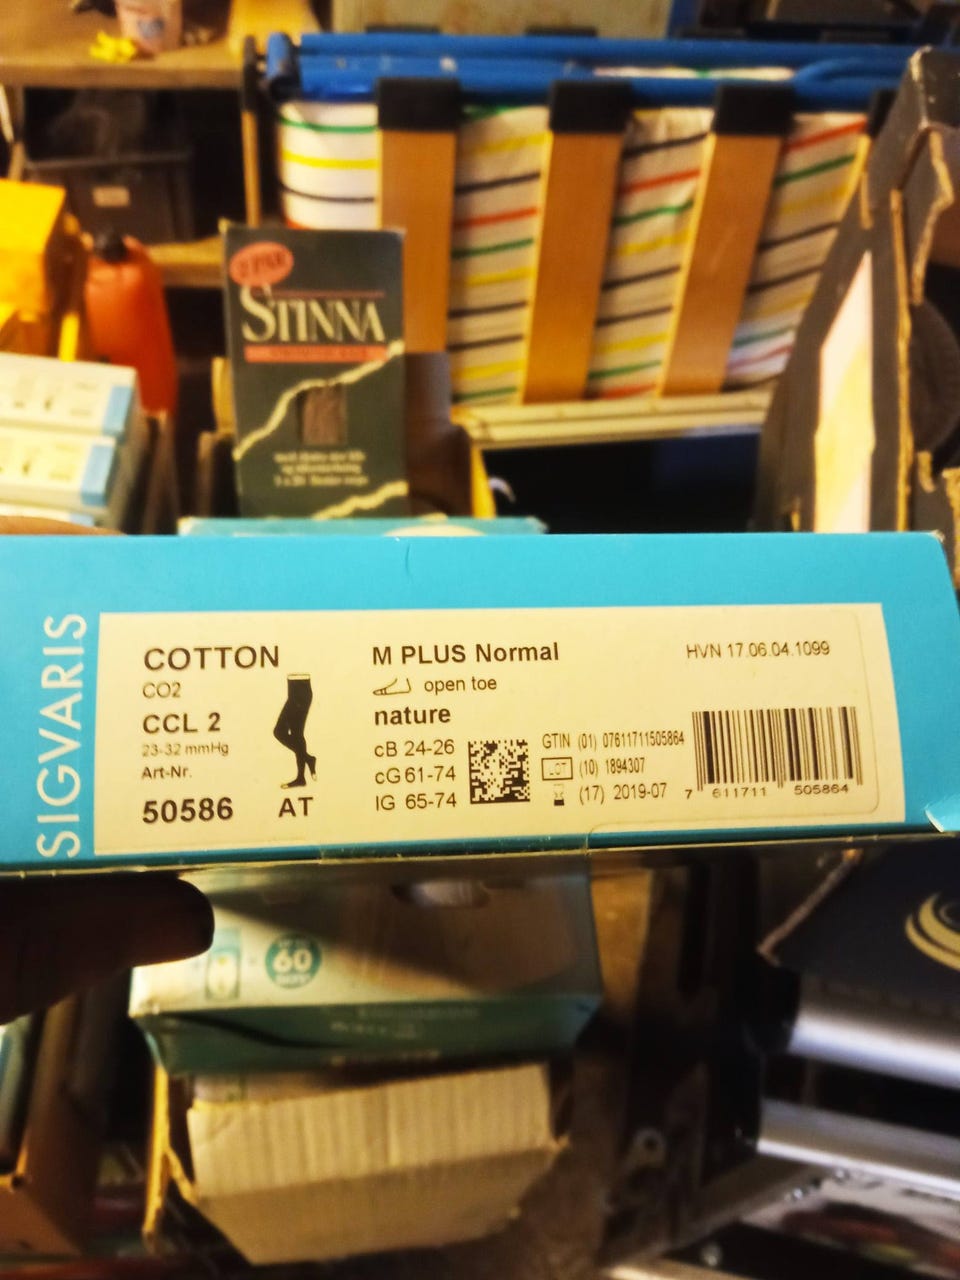 2 PAR
STINNA
SIGVARIS
COTTON
CO2
CCL 2
23-32 mmHg
Art-Nr.
50586
AT
M PLUS Normal
open toe
nature
cB 24-26
cG 61-74
lG 65-74
HVN 17.06.04.1099
GTIN (01) 07611711505864
LOT (10) 1894307
(17) 2019-07
7 611711 505864
60